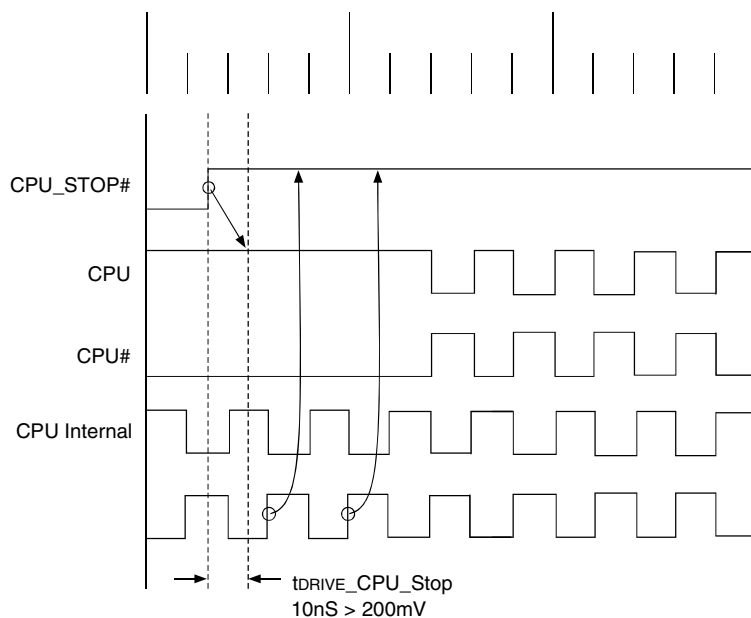 CPU_STOP#
CPU
CPU#
CPU Internal
tDRIVE_CPU_Stop
10nS > 200mV